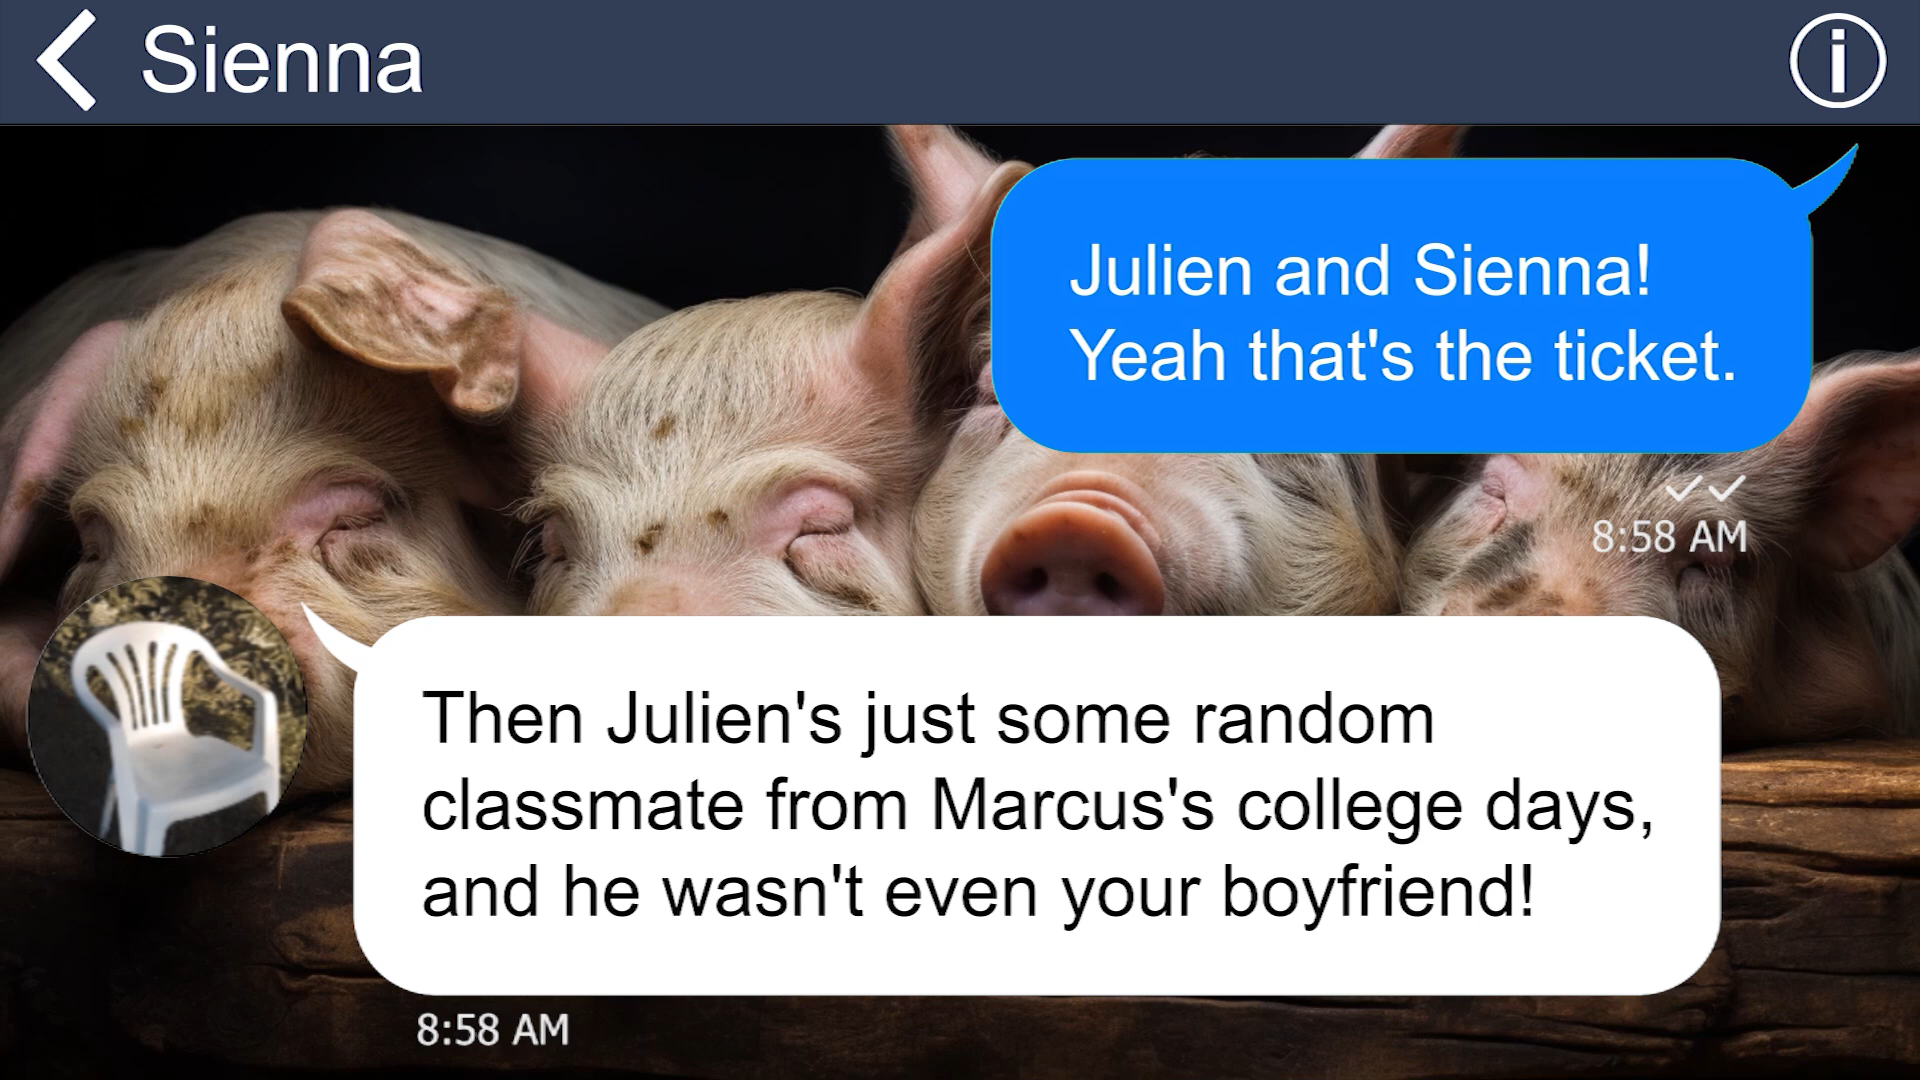 Sienna
Julien and Sienna!
Yeah that's the ticket.
8:58 AM
Then Julien's just some random
classmate from Marcus's college days,
and he wasn't even your boyfriend!
8:58 AM